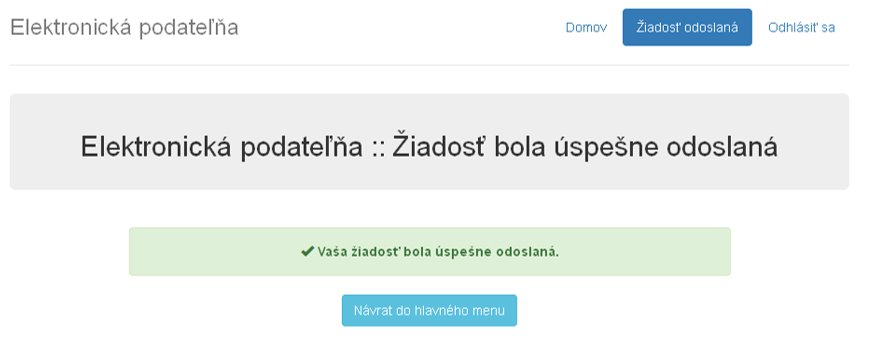 Elektronická podateľňa
Domov
Žiadosť odoslaná
Odhlásiť sa
Elektronická podateľňa :: Žiadosť bola úspešne odoslaná
Vaša žiadosť bola úspešne odoslaná.
Návrat do hlavného menu